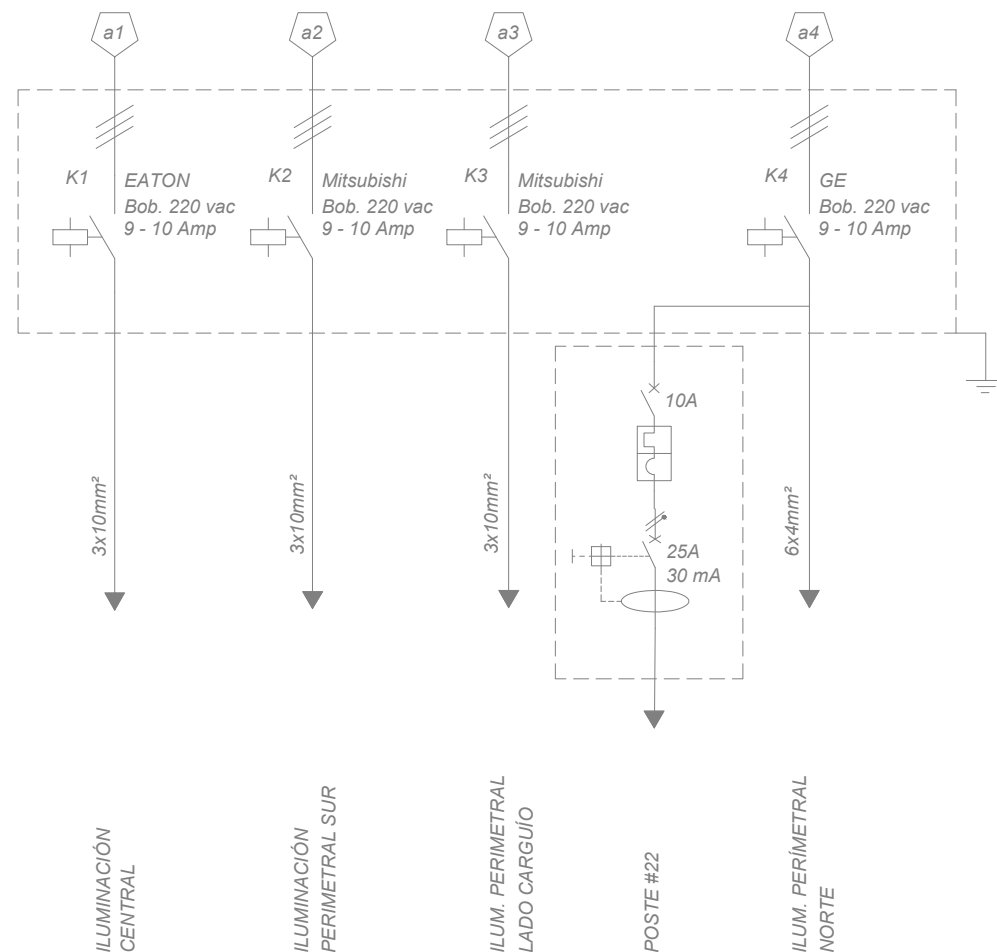 a1
a2
a3
a4
K1
EATON
Bob. 220 vac
9 - 10 Amp
K2
Mitsubishi
Bob. 220 vac
9 - 10 Amp
K3
Mitsubishi
Bob. 220 vac
9 - 10 Amp
K4
GE
Bob. 220 vac
9 - 10 Amp
10A
25A
30 mA
3x10mm²
3x10mm²
3x10mm²
6x4mm²
ILUMINACIÓN
CENTRAL
ILUMINACIÓN
PERIMETRAL SUR
ILUM. PERIMETRAL
LADO CARGUÍO
POSTE #22
ILUM. PERÍMETRAL
NORTE